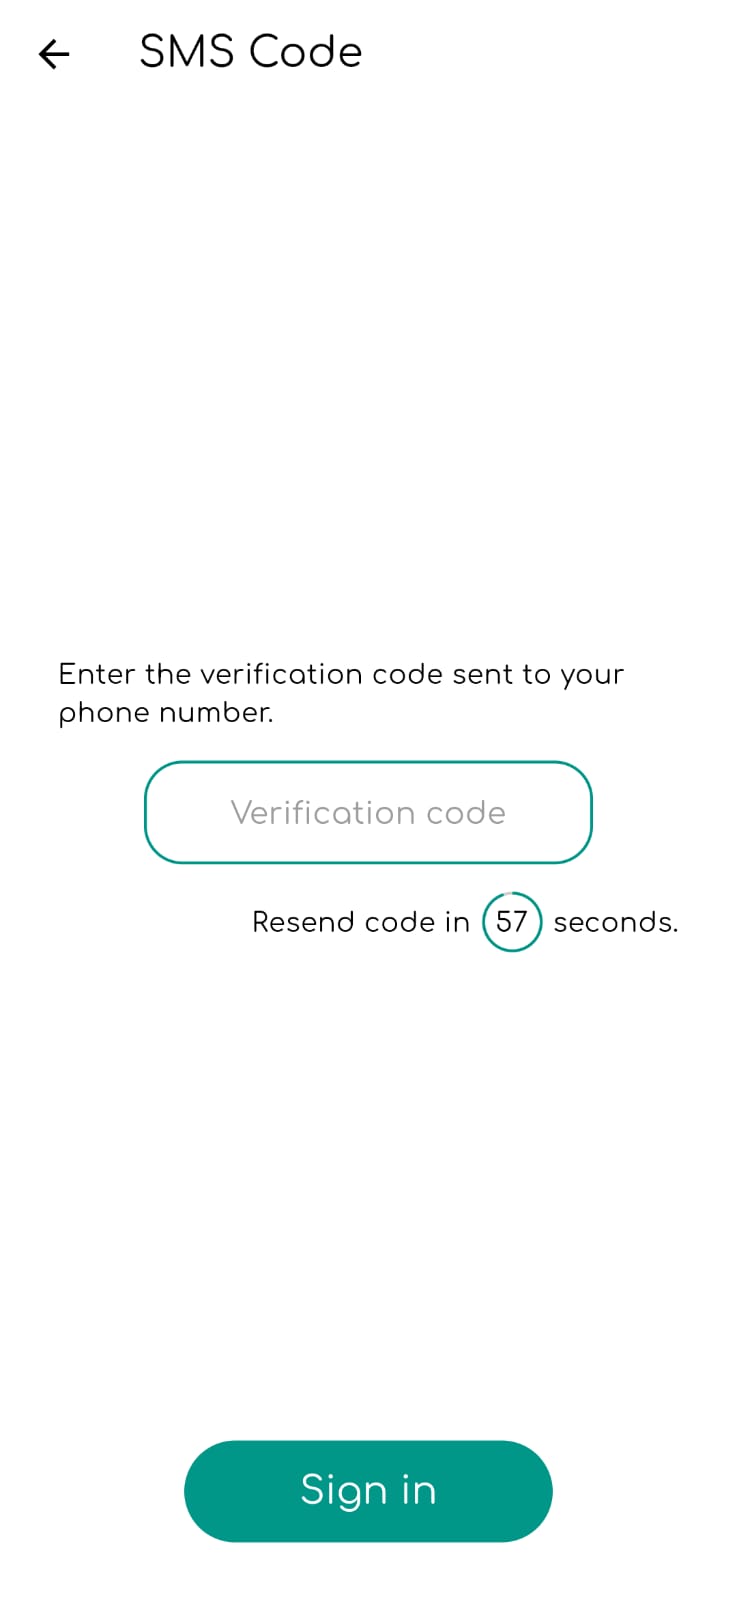 SMS Code
Enter the verification code sent to your
phone number.
Verification code
Resend code in 57 seconds.
Sign in